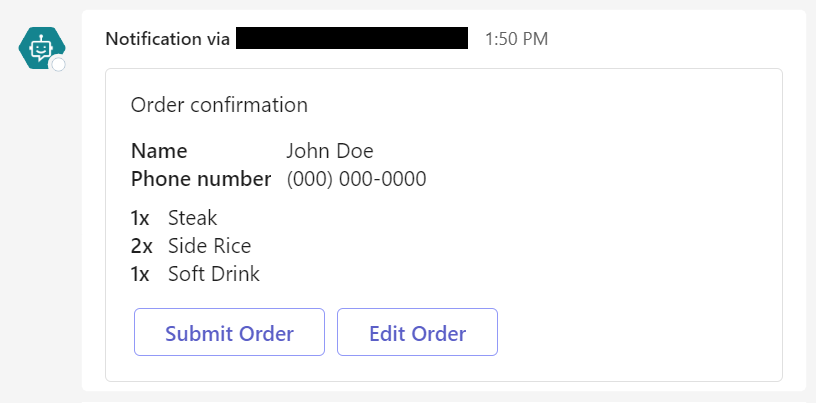 Notification via 1:50 PM
Order confirmation
Name John Doe
Phone number (000) 000-0000
1x Steak
2x Side Rice
1x Soft Drink
Submit Order Edit Order